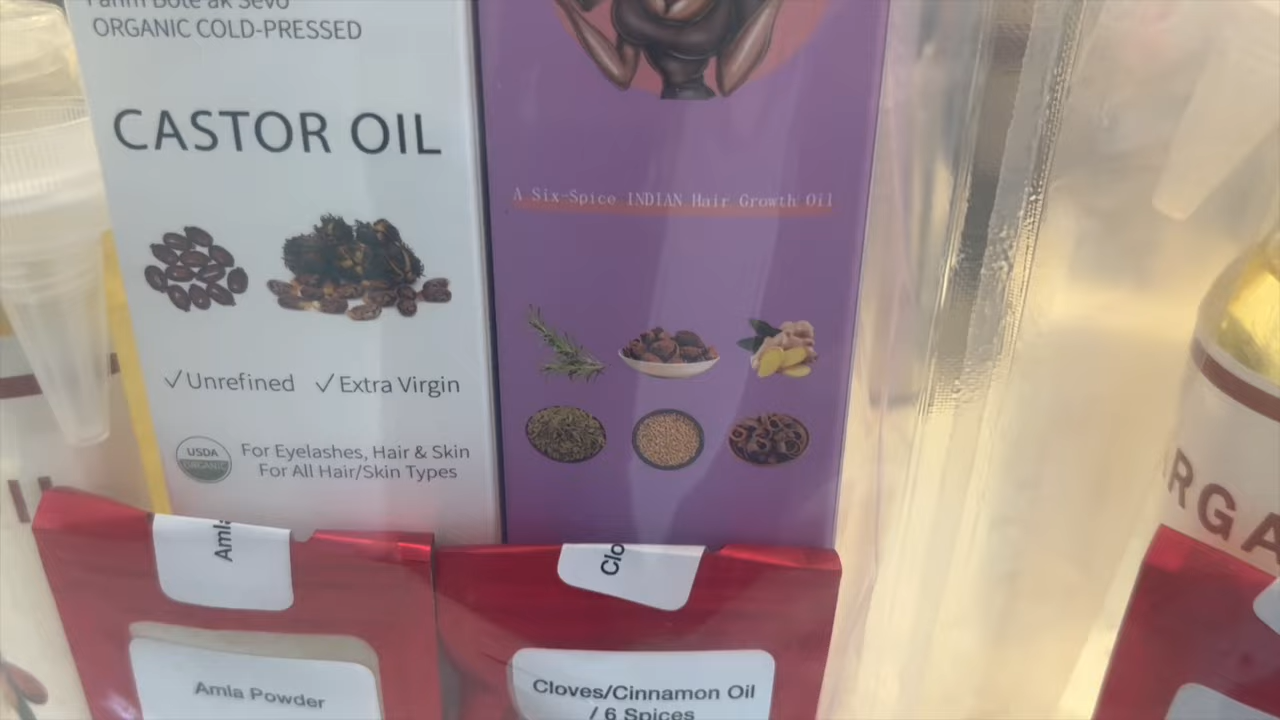 ORGANIC COLD-PRESSED
CASTOR OIL
✓Unrefined ✓Extra Virgin
USDA
ORGANIC
For Eyelashes, Hair & Skin
For All Hair/Skin Types
A Six-Spice INDIAN Hair Growth Oil
Amla
Amla Powder
Clo
Cloves/Cinnamon Oil
/ 6 Spices
RGA